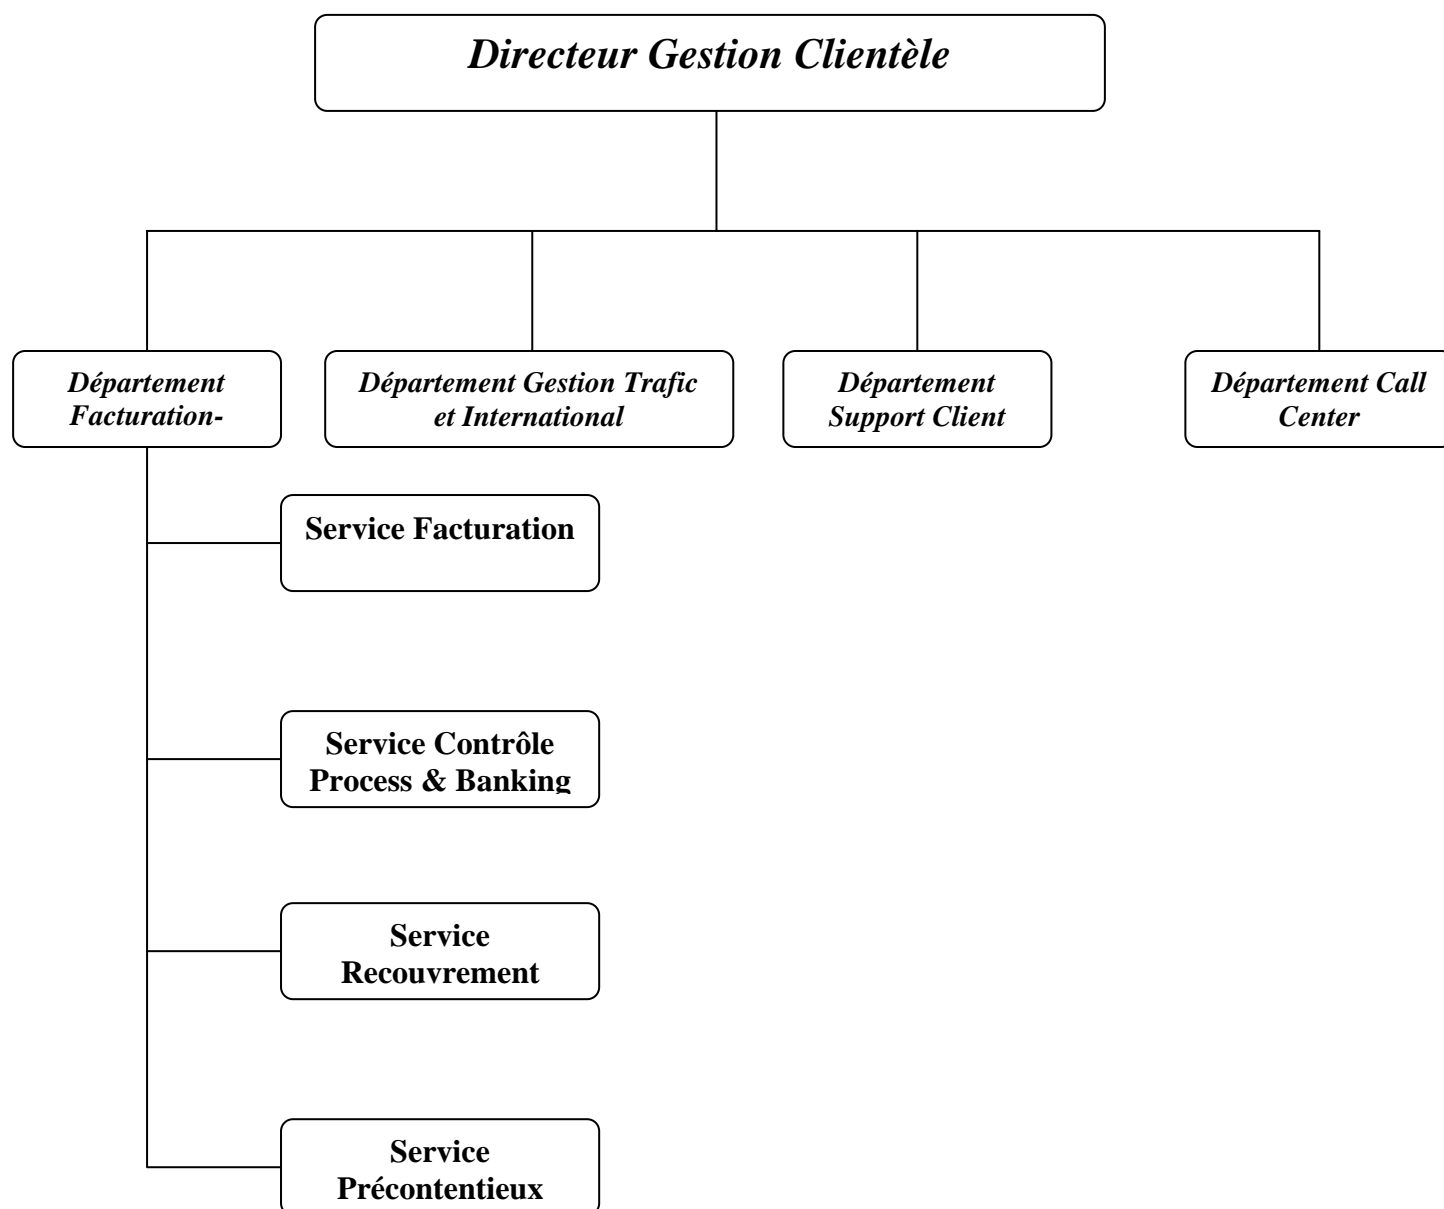 Directeur Gestion Clientèle
Département
Facturation-
Département Gestion Trafic
et International
Département
Support Client
Département Call
Center
Service Facturation
Service Contrôle
Process & Banking
Service
Recouvrement
Service
Précontentieux